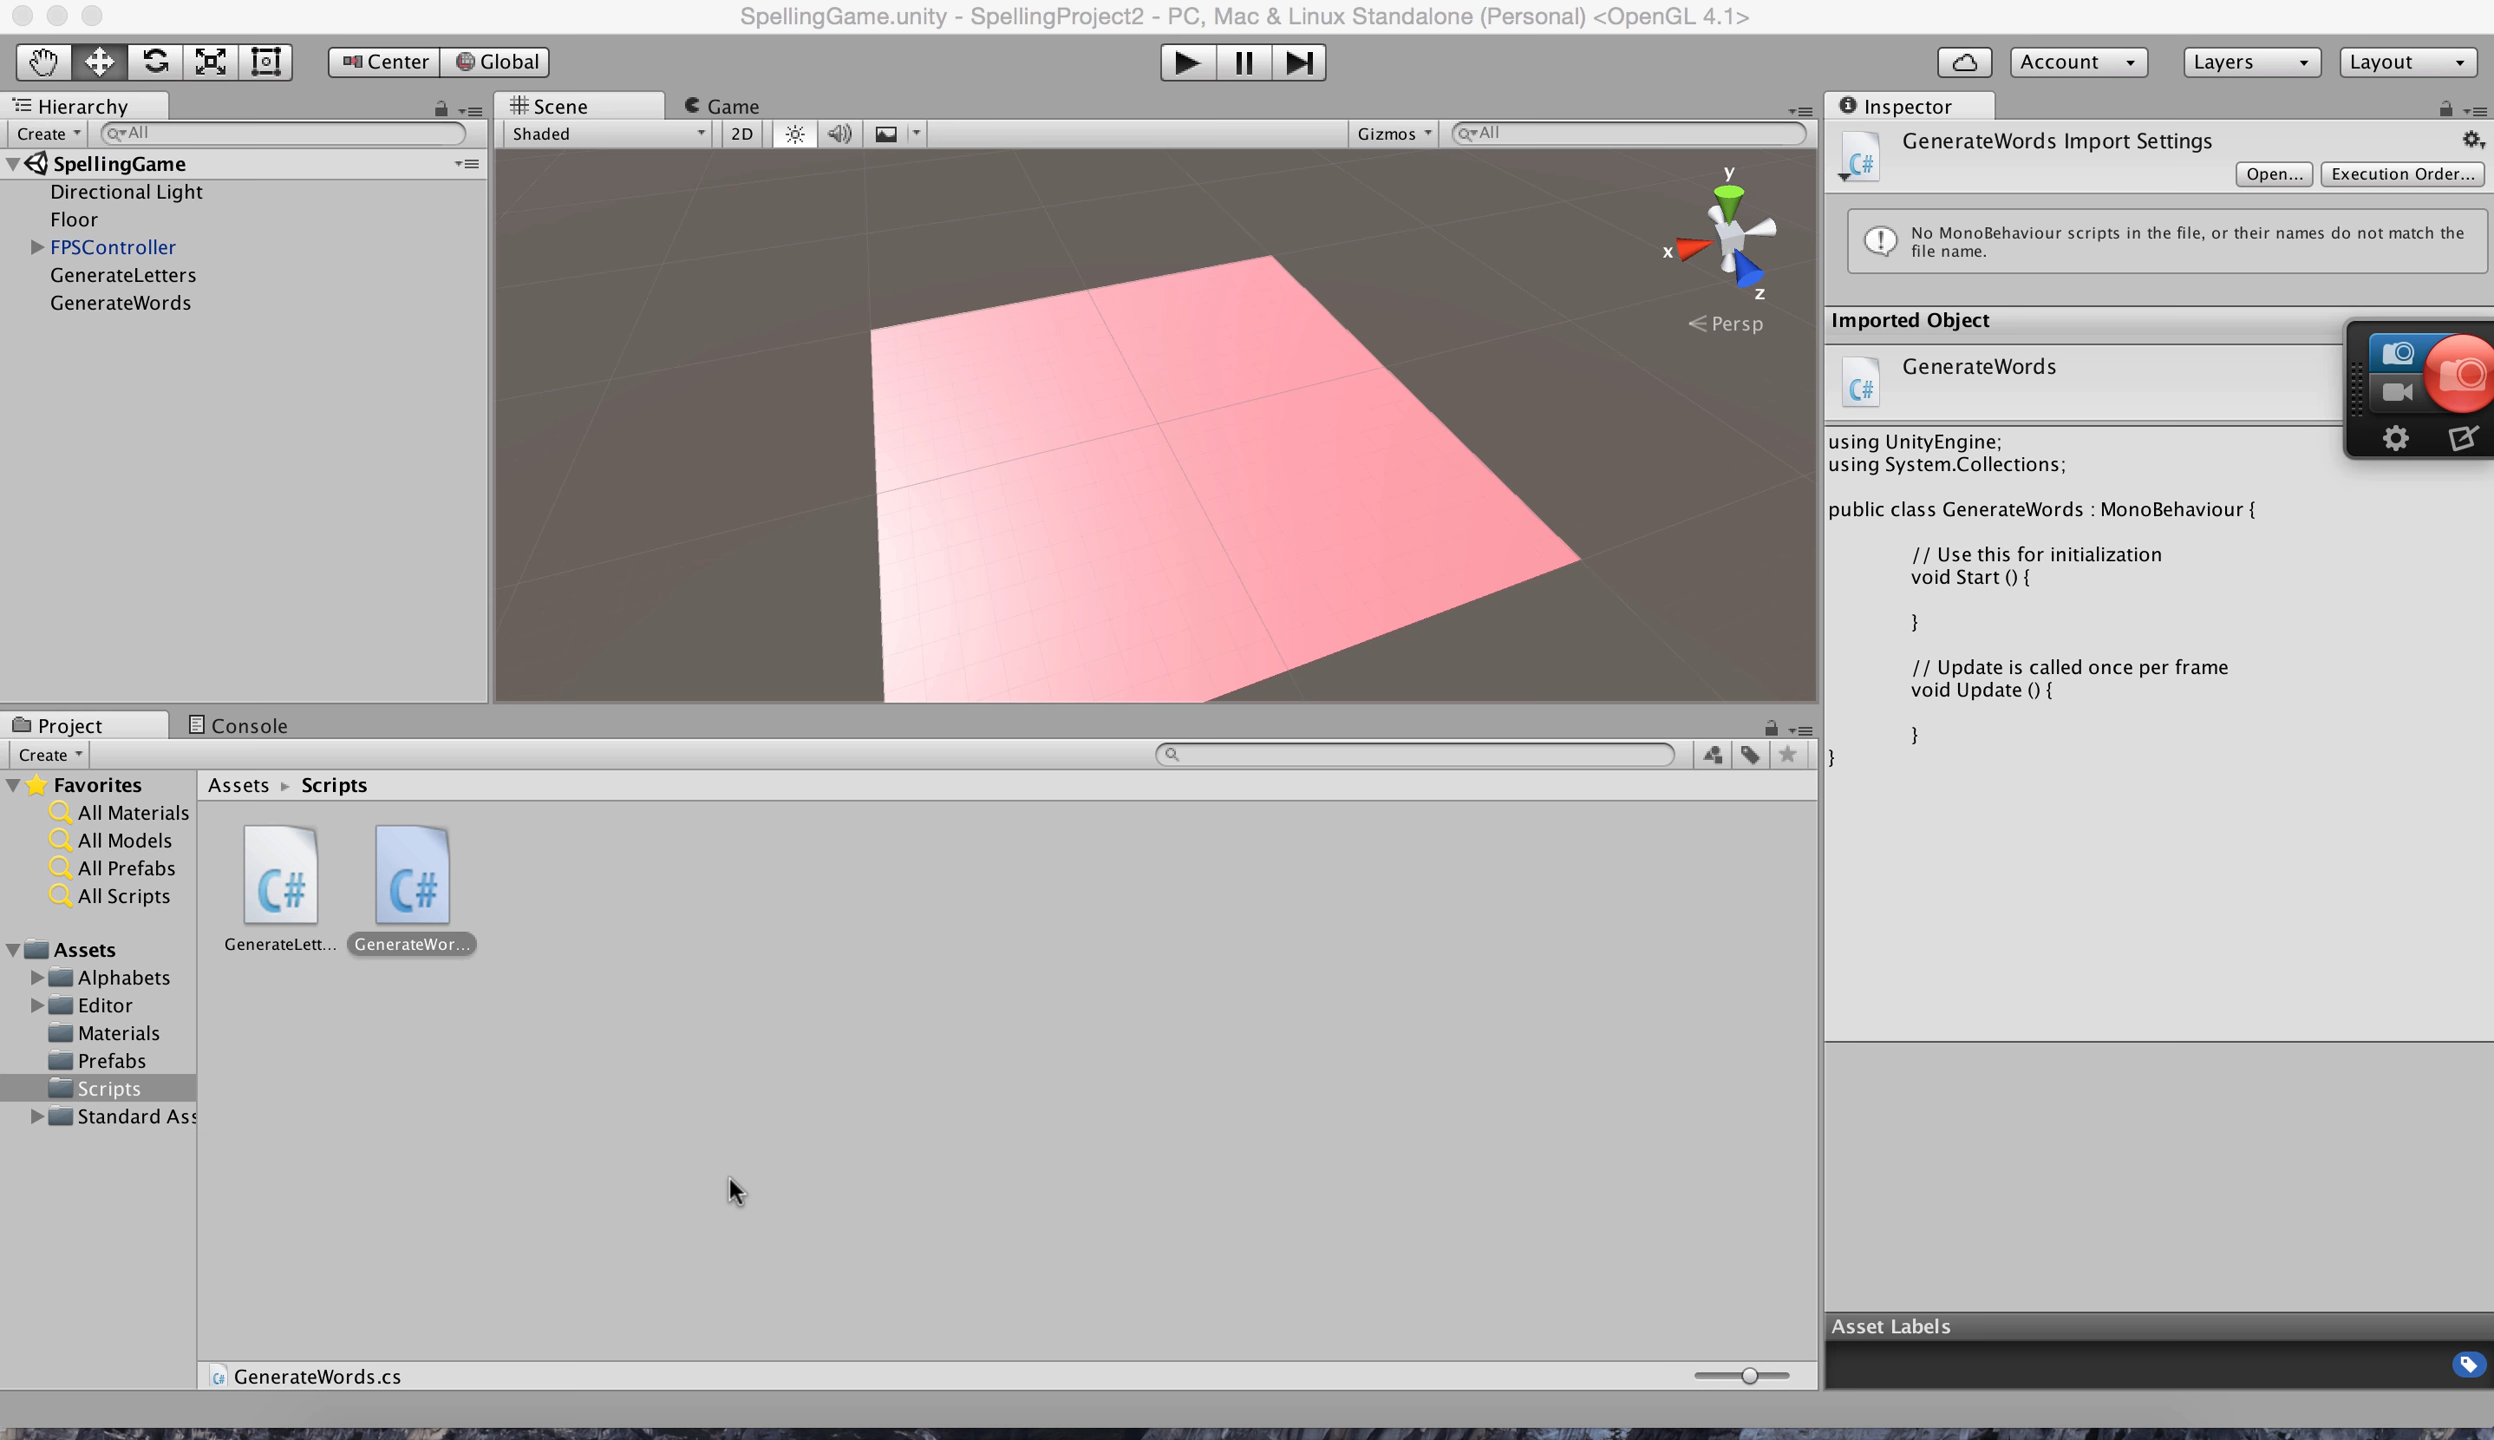 SpellingGame.unity - SpellingProject2 - PC, Mac & Linux Standalone (Personal) <OpenGL 4.1>
Center Global Account Layers Layout
Hierarchy
Create All
SpellingGame
Directional Light
Floor
FPSController
GenerateLetters
GenerateWords
Scene Game
Shaded 2D Gizmos All
y
x
z
Persp
Inspector
GenerateWords Import Settings
C#
Open... Execution Order...
No MonoBehaviour scripts in the file, or their names do not match the
file name.
Imported Object
GenerateWords
C#
using UnityEngine;
using System.Collections;
public class GenerateWords : MonoBehaviour {
// Use this for initialization
void Start () {
}
// Update is called once per frame
void Update () {
}
}
Project Console
Create
Favorites
All Materials
All Models
All Prefabs
All Scripts
Assets
Alphabets
Editor
Materials
Prefabs
Scripts
Standard Ass
Assets Scripts
C# C#
GenerateLett... GenerateWor...
C# GenerateWords.cs
Asset Labels